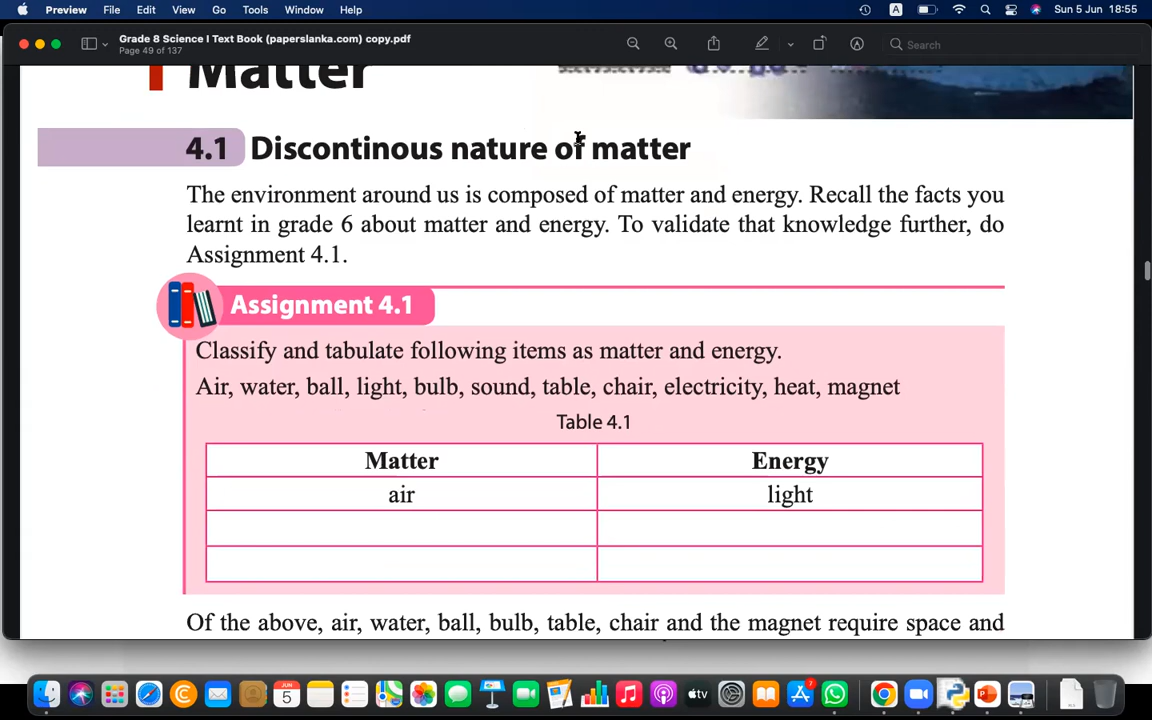 Preview File Edit View Go Tools Window Help A Sun 5 Jun 18:55
Grade 8 Science I Text Book (paperslanka.com) copy.pdf
Page 49 of 137
Search
Matter
4.1 Discontinous nature of matter
The environment around us is composed of matter and energy. Recall the facts you
learnt in grade 6 about matter and energy. To validate that knowledge further, do
Assignment 4.1.
Assignment 4.1
Classify and tabulate following items as matter and energy.
Air, water, ball, light, bulb, sound, table, chair, electricity, heat, magnet
Table 4.1
Matter Energy
air light
Of the above, air, water, ball, bulb, table, chair and the magnet require space and
JUN
5
tv